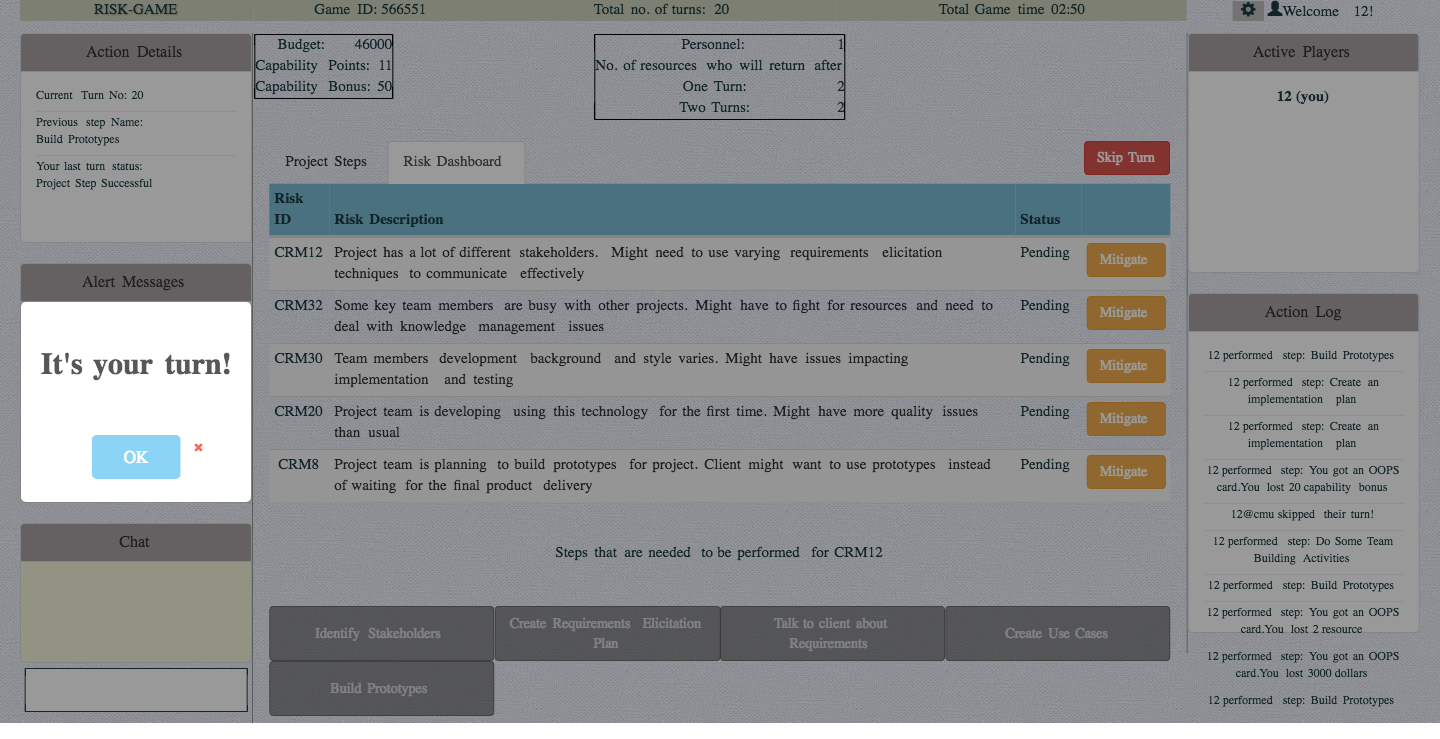 RISK-GAME
Game ID: 566551
Total no. of turns: 20
Total Game time 02:50
Welcome 12!
Action Details
Current Turn No: 20
Previous step Name:
Build Prototypes
Your last turn status:
Project Step Successful
Alert Messages
It's your turn!
OK
Chat
Budget: 46000
Capability Points: 11
Capability Bonus: 50
Personnel: 1
No. of resources who will return after
One Turn: 2
Two Turns: 2
Project Steps
Risk Dashboard
Skip Turn
Risk
ID
Risk Description
Status
CRM12 Project has a lot of different stakeholders. Might need to use varying requirements elicitation Pending Mitigate
techniques to communicate effectively
CRM32 Some key team members are busy with other projects. Might have to fight for resources and need to Pending Mitigate
deal with knowledge management issues
CRM30 Team members development background and style varies. Might have issues impacting Pending Mitigate
implementation and testing
CRM20 Project team is developing using this technology for the first time. Might have more quality issues Pending Mitigate
than usual
CRM8 Project team is planning to build prototypes for project. Client might want to use prototypes instead Pending Mitigate
of waiting for the final product delivery
Steps that are needed to be performed for CRM12
Identify Stakeholders
Create Requirements Elicitation
Plan
Talk to client about
Requirements
Create Use Cases
Build Prototypes
Active Players
12 (you)
Action Log
12 performed step: Build Prototypes
12 performed step: Create an
implementation plan
12 performed step: Create an
implementation plan
12 performed step: You got an OOPS
card.You lost 20 capability bonus
12@cmu skipped their turn!
12 performed step: Do Some Team
Building Activities
12 performed step: Build Prototypes
12 performed step: You got an OOPS
card.You lost 2 resource
12 performed step: You got an OOPS
card.You lost 3000 dollars
12 performed step: Build Prototypes